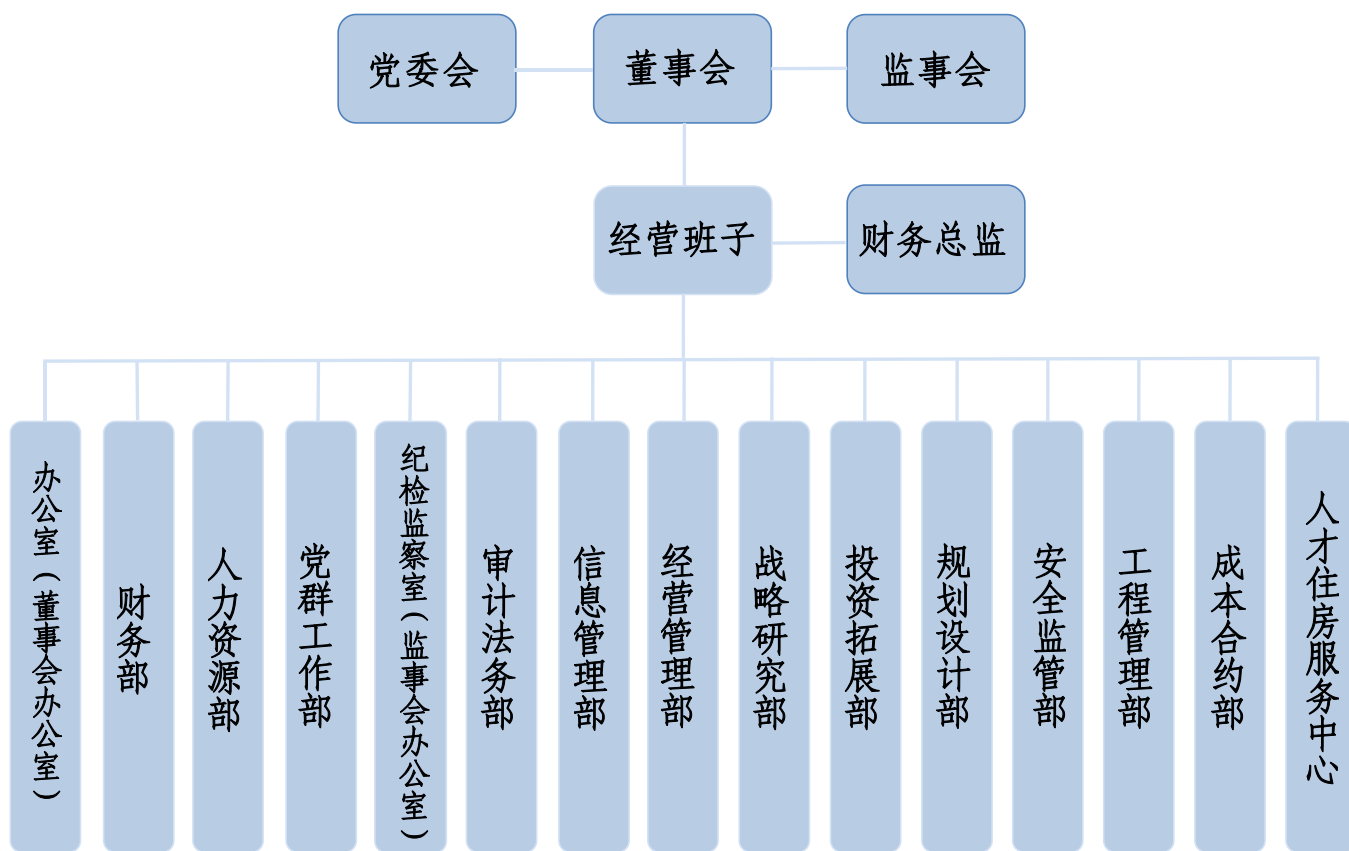 党委会
董事会
监事会
经营班子
财务总监
办公室（董事会办公室）
财务部
人力资源部
党群工作部
纪检监察室（监事会办公室）
审计法务部
信息管理部
经营管理部
战略研究部
投资拓展部
规划设计部
安全监管部
工程管理部
成本合约部
人才住房服务中心